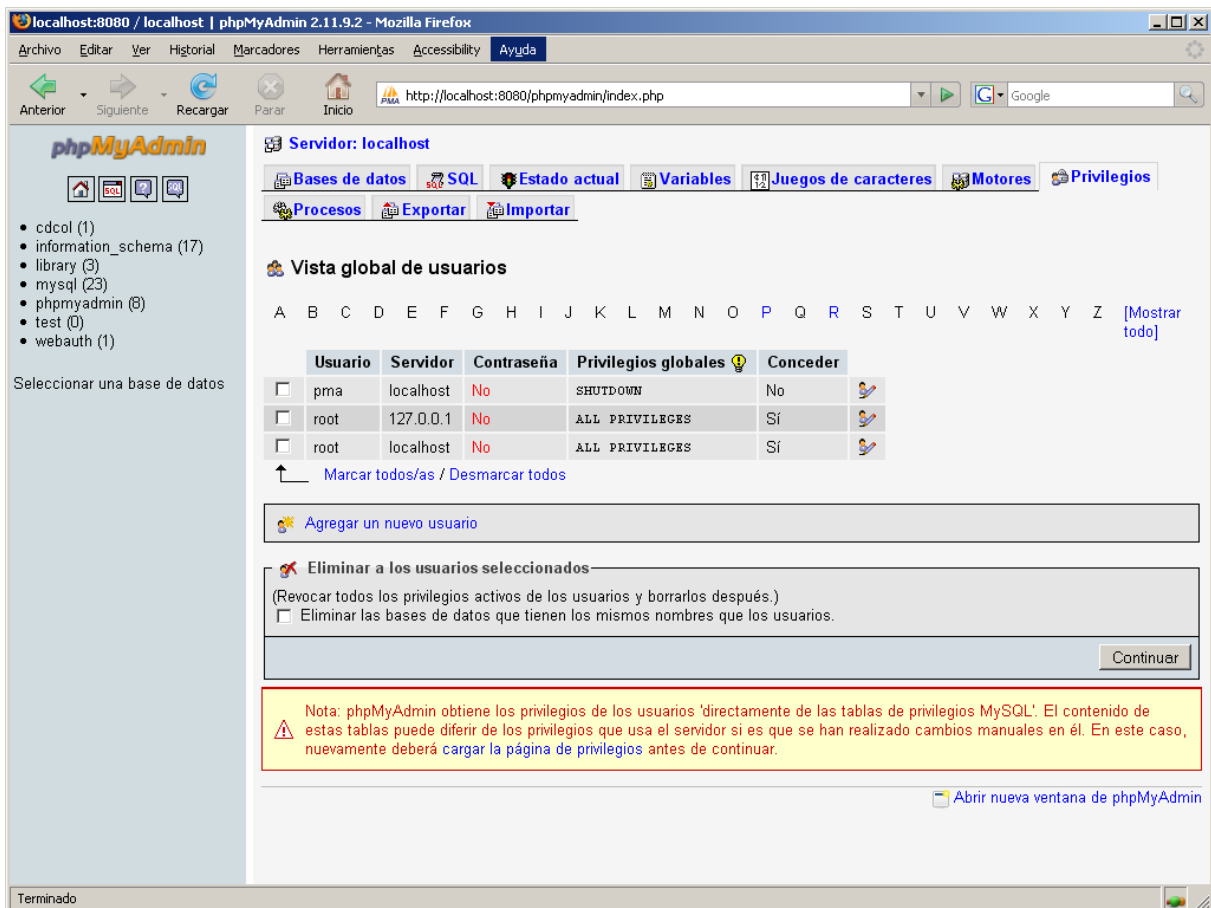 localhost:8080 / localhost | phpMyAdmin 2.11.9.2 - Mozilla Firefox
Archivo Editar Ver Historial Marcadores Herramientas Accessibility Ayuda
Anterior Siguiente Recargar Parar Inicio PMA http://localhost:8080/phpmyadmin/index.php G Google
phpMyAdmin
SQL ? SQL
cdcol (1)
information_schema (17)
library (3)
mysql (23)
phpmyadmin (8)
test (0)
webauth (1)
Seleccionar una base de datos
Servidor: localhost
Bases de datos SQL Estado actual Variables Juegos de caracteres Motores Privilegios
Procesos Exportar Importar
Vista global de usuarios
A B C D E F G H I J K L M N O P Q R S T U V W X Y Z [Mostrar
todo]
Usuario Servidor Contraseña Privilegios globales Conceder
pma localhost No SHUTDOWN No
root 127.0.0.1 No ALL PRIVILEGES Sí
root localhost No ALL PRIVILEGES Sí
Marcar todos/as / Desmarcar todos
Agregar un nuevo usuario
Eliminar a los usuarios seleccionados
(Revocar todos los privilegios activos de los usuarios y borrarlos después.)
Eliminar las bases de datos que tienen los mismos nombres que los usuarios.
Continuar
Nota: phpMyAdmin obtiene los privilegios de los usuarios 'directamente de las tablas de privilegios MySQL'. El contenido de
estas tablas puede diferir de los privilegios que usa el servidor si es que se han realizado cambios manuales en él. En este caso,
nuevamente deberá cargar la página de privilegios antes de continuar.
Abrir nueva ventana de phpMyAdmin
Terminado